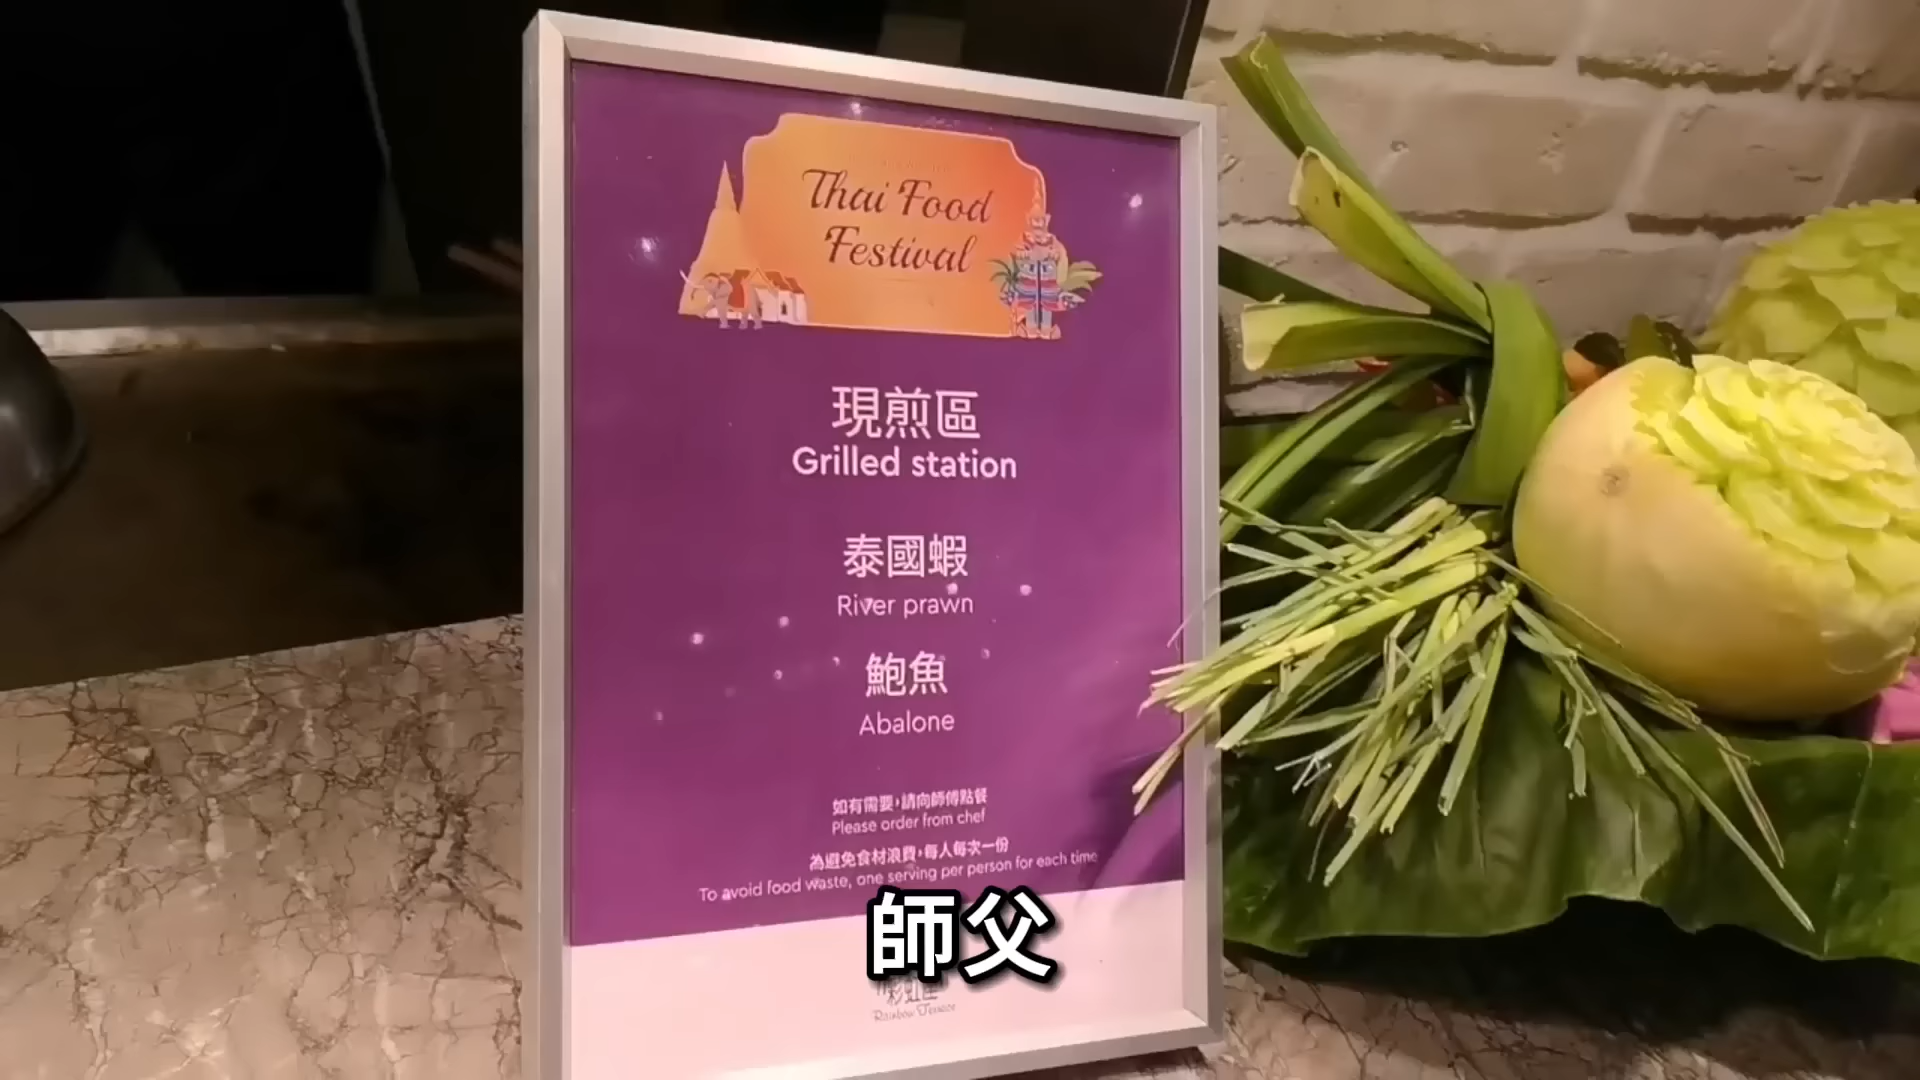 Thai Food
Festival
現煎區
Grilled station
泰國蝦
River prawn
鮑魚
Abalone
如有需要，請向師傅點餐
Please order from chef
為避免食材浪費，每人每次一份
To avoid food waste, one serving per person for each time
師父
Rainbow Terrace